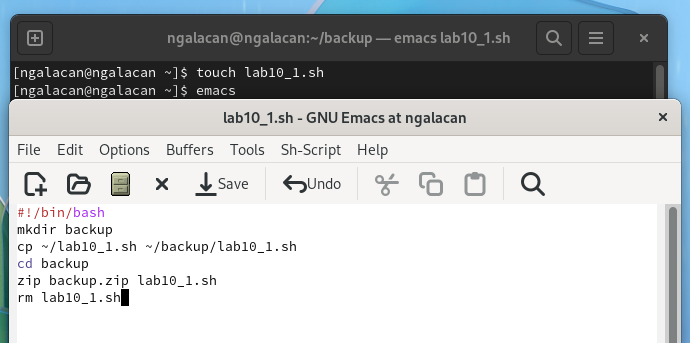 ngalacan@ngalacan:~/backup — emacs lab10_1.sh
[ngalacan@ngalacan ~]$ touch lab10_1.sh
[ngalacan@ngalacan ~]$ emacs
lab10_1.sh - GNU Emacs at ngalacan
File Edit Options Buffers Tools Sh-Script Help
Save Undo
#!/bin/bash
mkdir backup
cp ~/lab10_1.sh ~/backup/lab10_1.sh
cd backup
zip backup.zip lab10_1.sh
rm lab10_1.sh